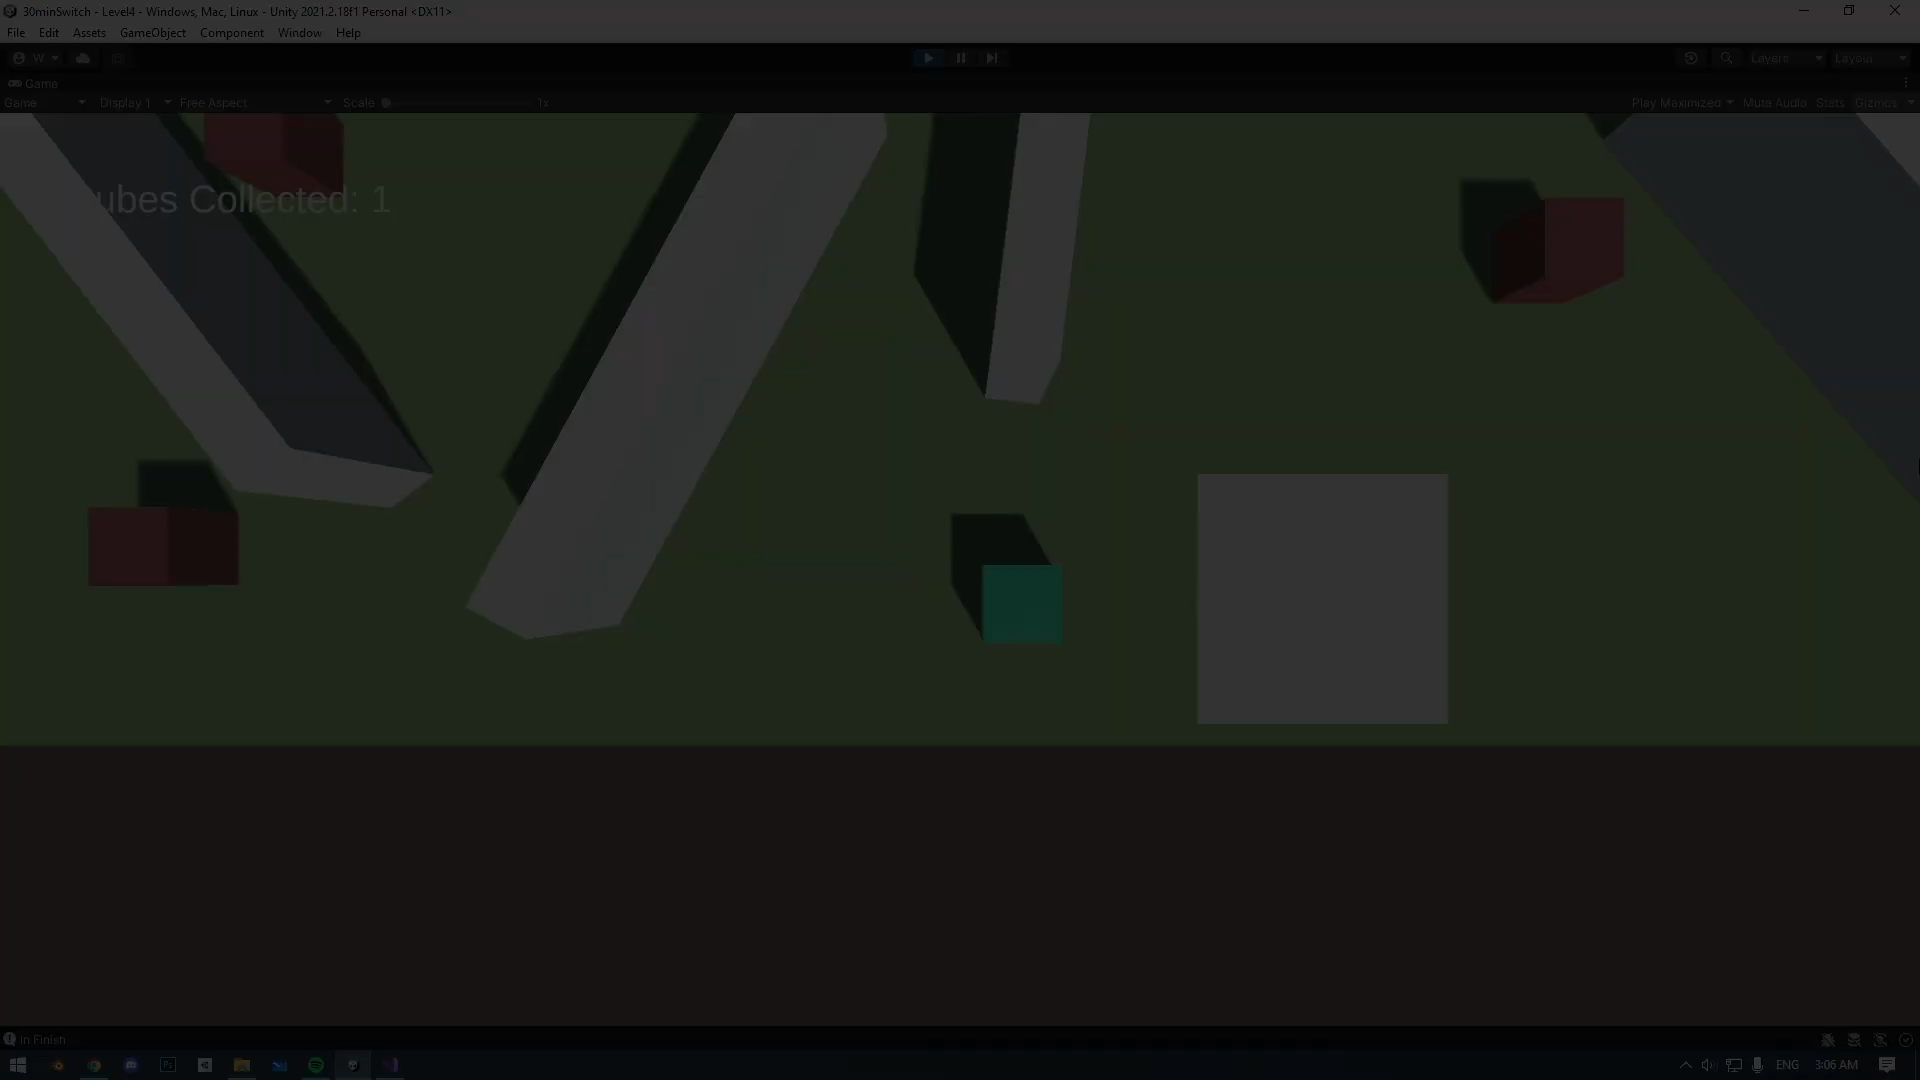 30minSwitch - Level4 - Windows, Mac, Linux - Unity 2021.2.18f1 Personal <DX11>
File Edit Assets GameObject Component Window Help
W Layers Layout
Game
Game Display 1 Free Aspect Scale 1x Play Maximized Mute Audio Stats Gizmos
ubes Collected: 1
in Finish
Ps ENG 3:06 AM